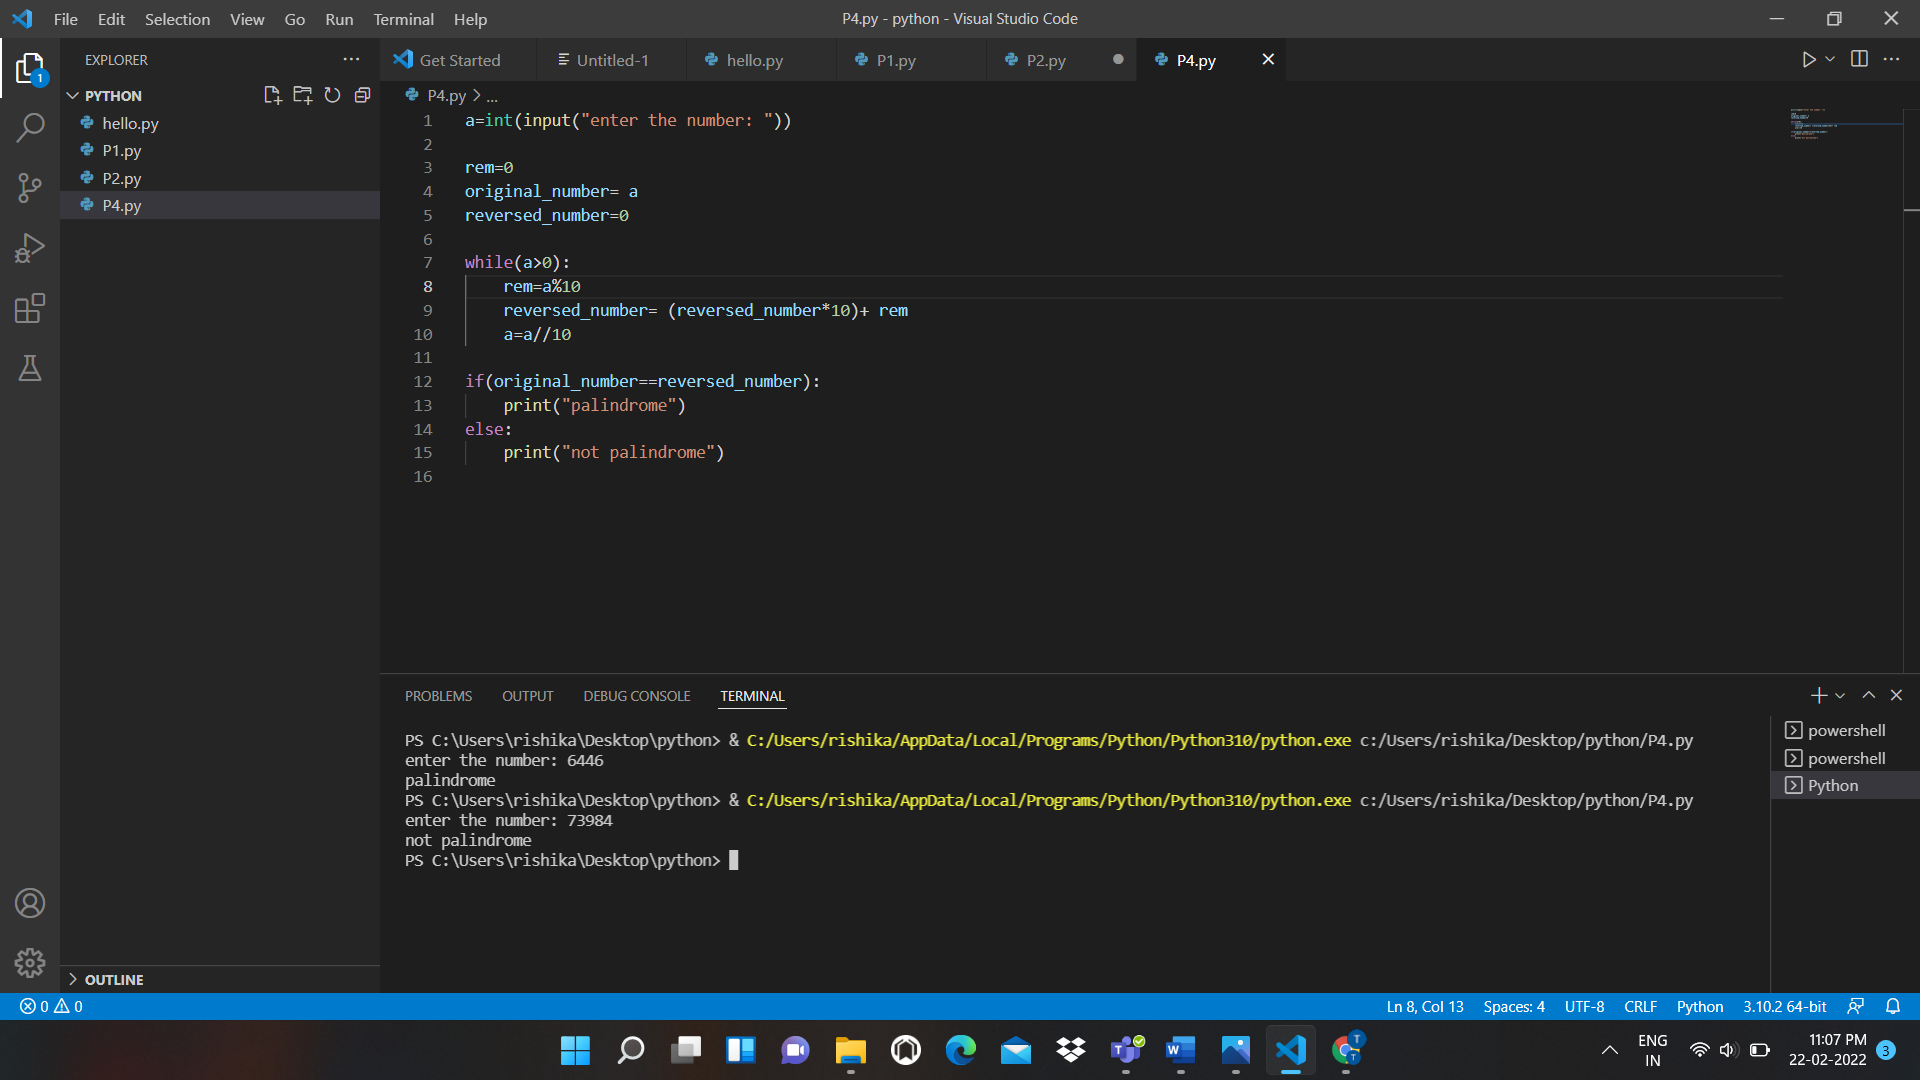 File Edit Selection View Go Run Terminal Help
P4.py - python - Visual Studio Code
EXPLORER
Get Started
Untitled-1
hello.py
P1.py
P2.py
P4.py
1
PYTHON
hello.py
P1.py
P2.py
P4.py
P4.py > ...
1 a=int(input("enter the number: "))
2
3 rem=0
4 original_number= a
5 reversed_number=0
6
7 while(a>0):
8 rem=a%10
9 reversed_number= (reversed_number*10)+ rem
10 a=a//10
11
12 if(original_number==reversed_number):
13 print("palindrome")
14 else:
15 print("not palindrome")
16
PROBLEMS OUTPUT DEBUG CONSOLE TERMINAL
PS C:\Users\rishika\Desktop\python> & C:/Users/rishika/AppData/Local/Programs/Python/Python310/python.exe c:/Users/rishika/Desktop/python/P4.py
enter the number: 6446
palindrome
PS C:\Users\rishika\Desktop\python> & C:/Users/rishika/AppData/Local/Programs/Python/Python310/python.exe c:/Users/rishika/Desktop/python/P4.py
enter the number: 73984
not palindrome
PS C:\Users\rishika\Desktop\python>
powershell
powershell
Python
OUTLINE
0 0
Ln 8, Col 13 Spaces: 4 UTF-8 CRLF Python 3.10.2 64-bit
ENG
IN
11:07 PM
22-02-2022
3